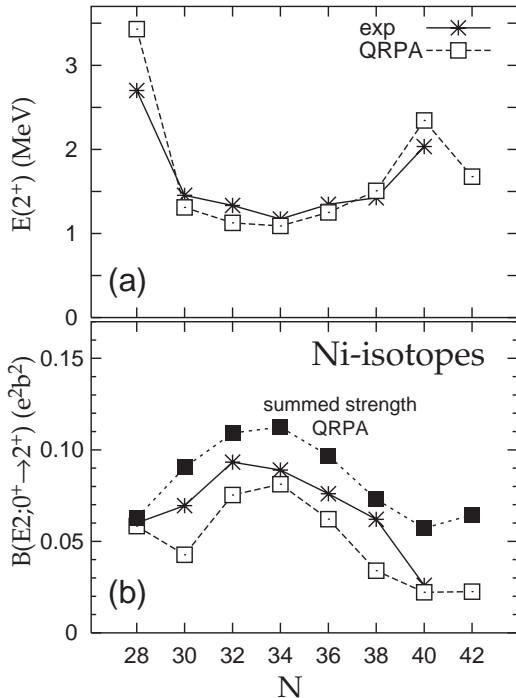 exp
QRPA
3
2
1
0
E(2⁺) (MeV)
(a)
Ni-isotopes
summed strength
QRPA
0.15
0.10
0.05
0
B(E2;0⁺→2⁺) (e²b²)
(b)
28 30 32 34 36 38 40 42
N